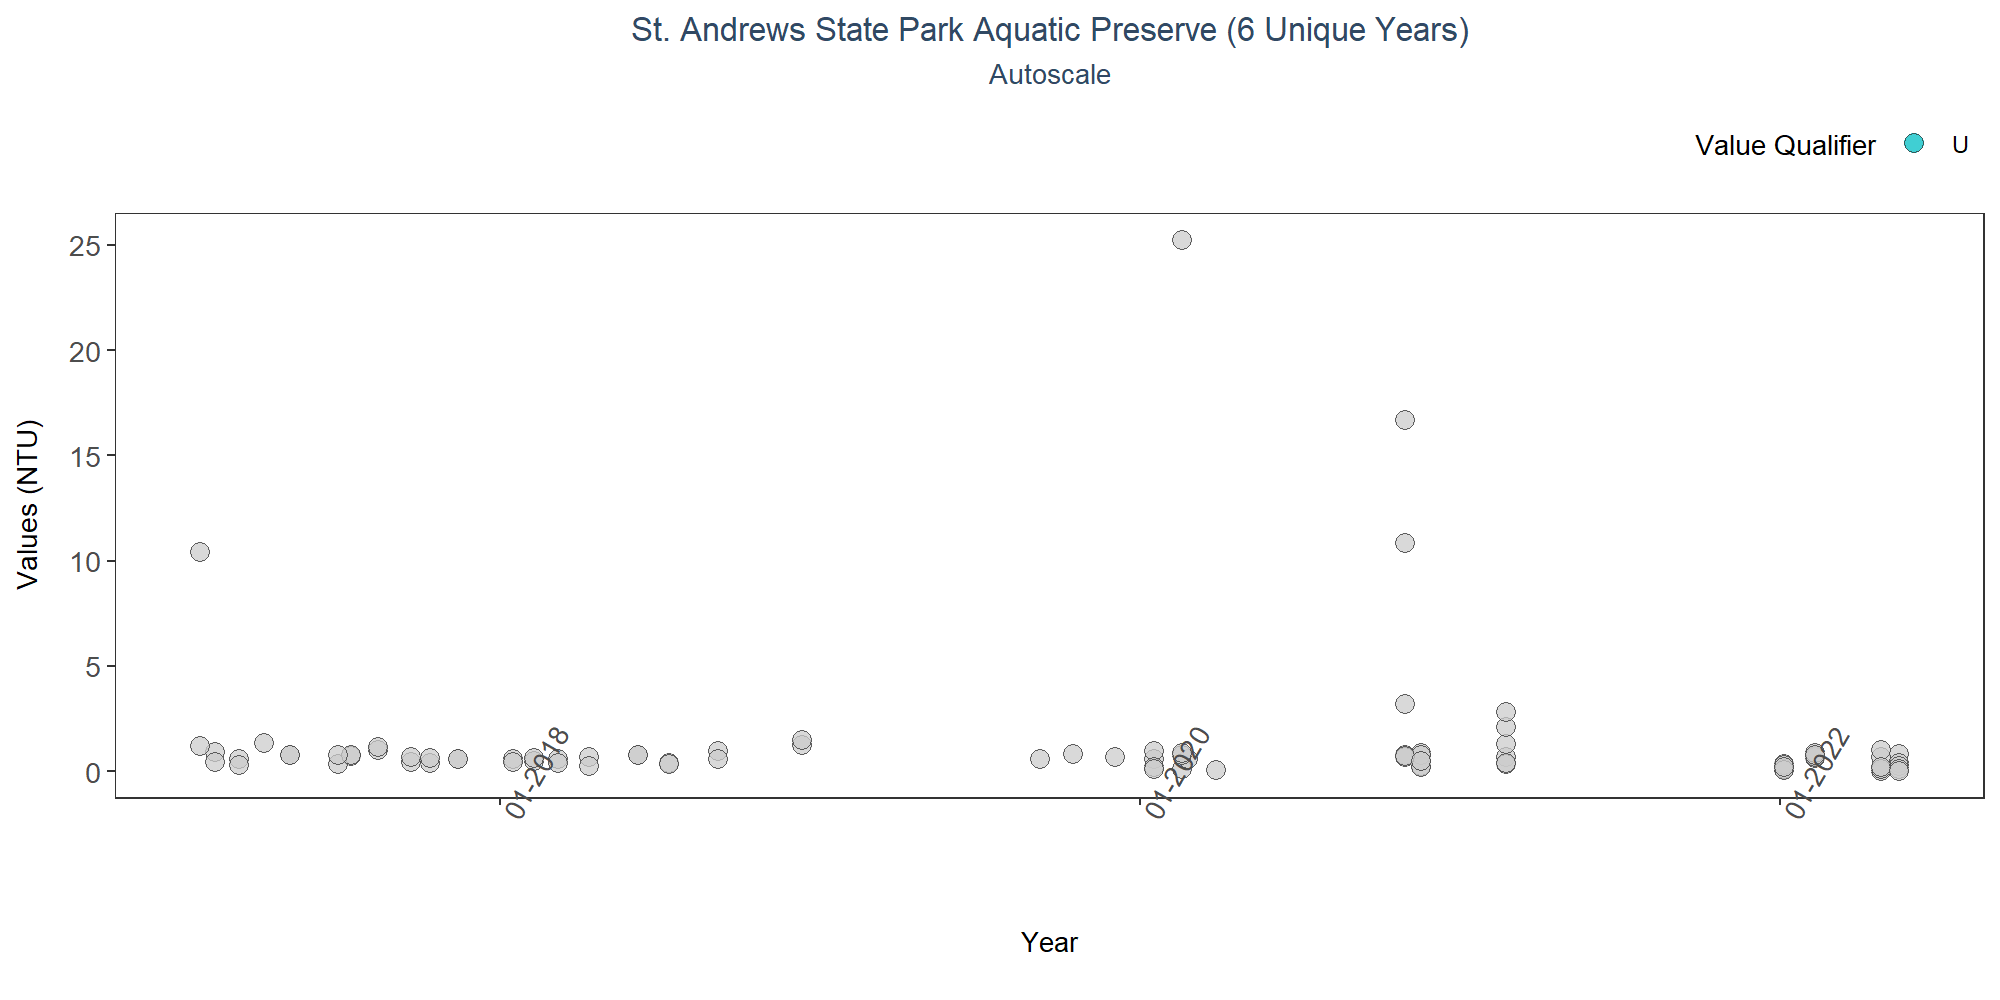 St. Andrews State Park Aquatic Preserve (6 Unique Years)
Autoscale
Value Qualifier U
25
20
15
10
5
0
Values (NTU)
01-2018
01-2020
01-2022
Year